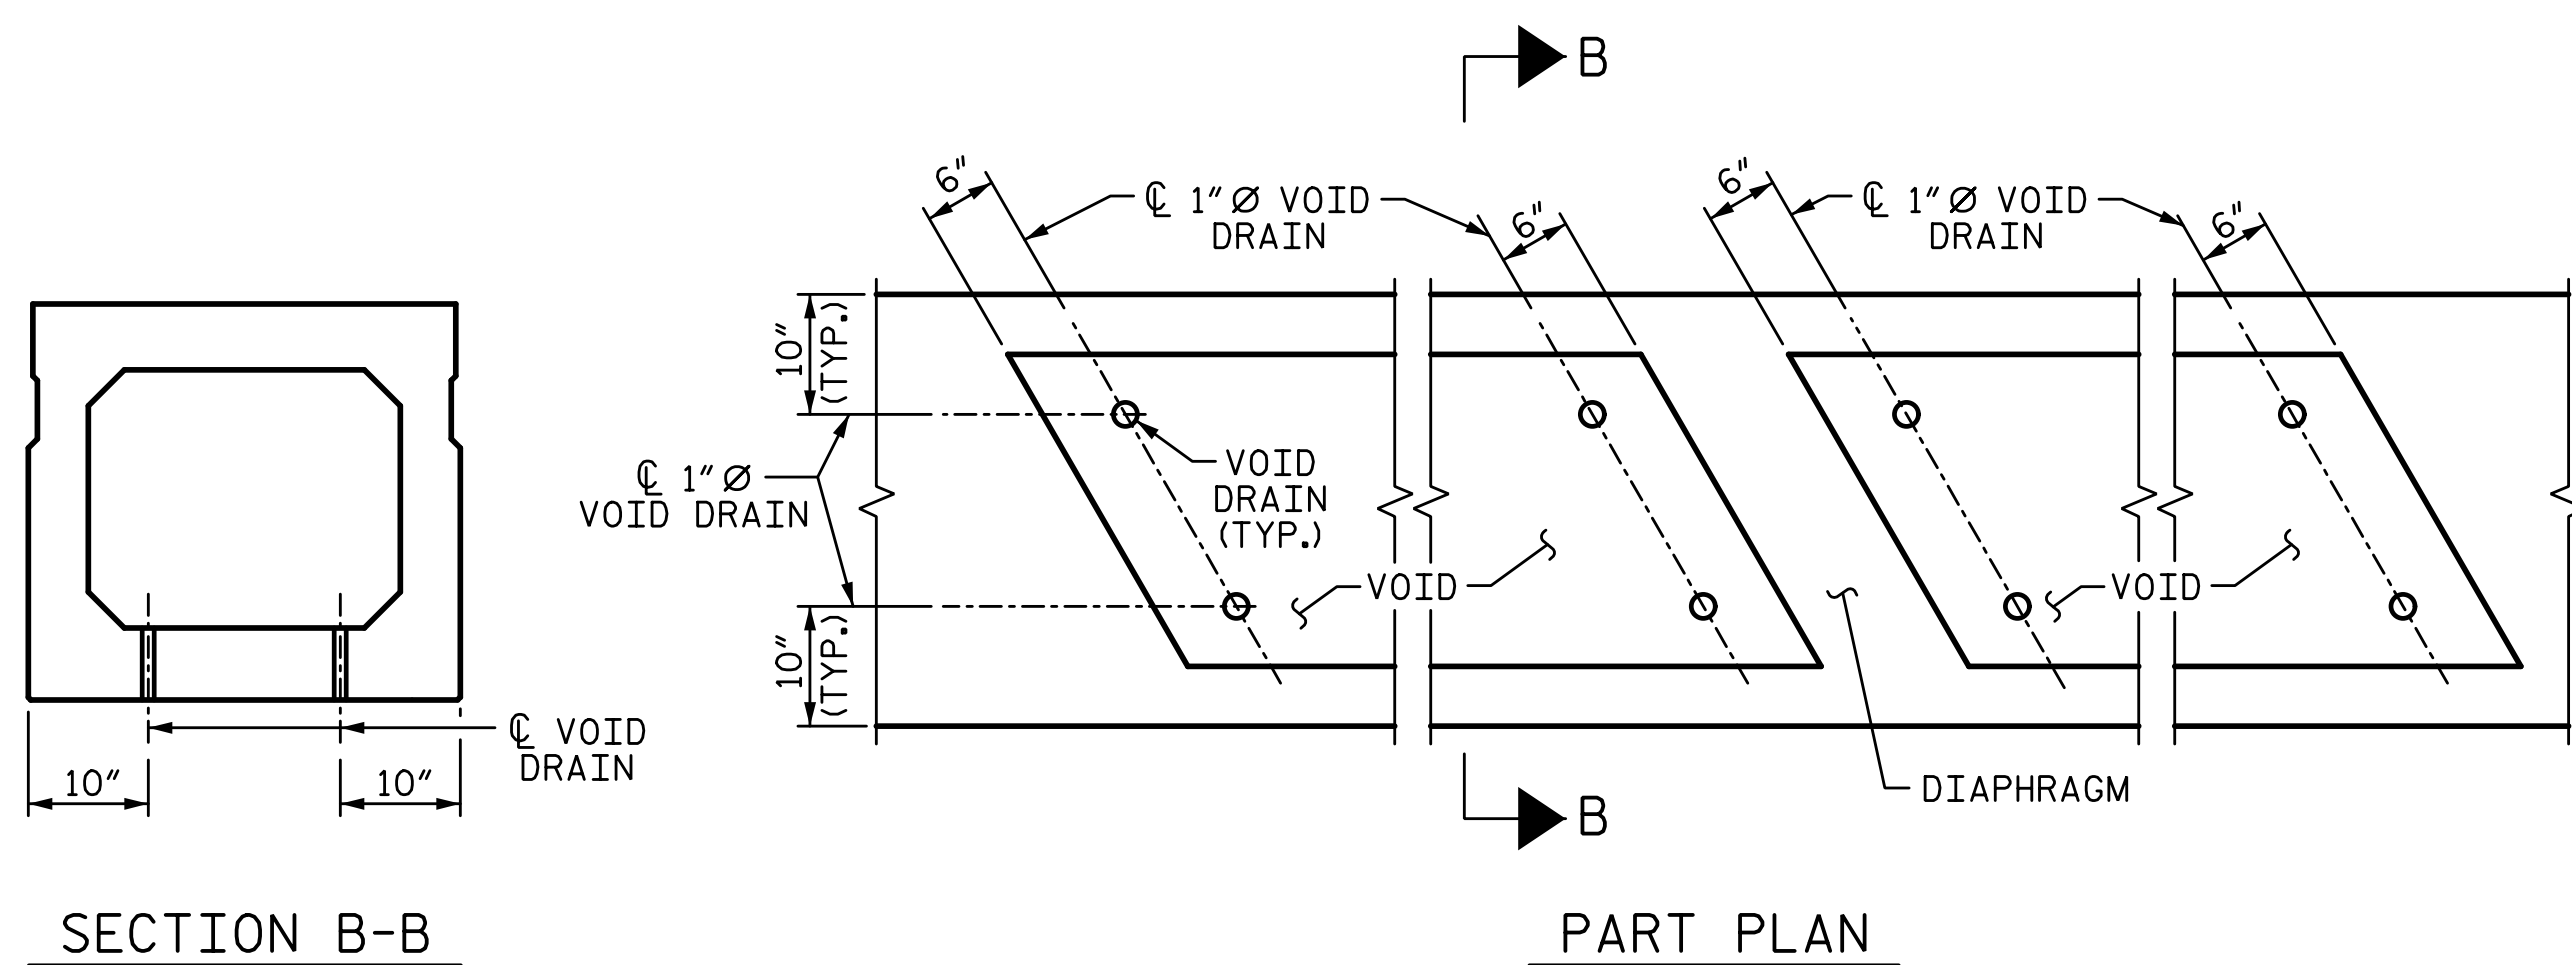 B
6"
℄ 1"Ø VOID
DRAIN
6"
6"
℄ 1"Ø VOID
DRAIN
6"
10"
(TYP.)
℄ 1"Ø
VOID DRAIN
VOID
DRAIN
(TYP.)
VOID
VOID
10"
(TYP.)
℄ VOID
DRAIN
10"
10"
DIAPHRAGM
B
SECTION B-B
PART PLAN